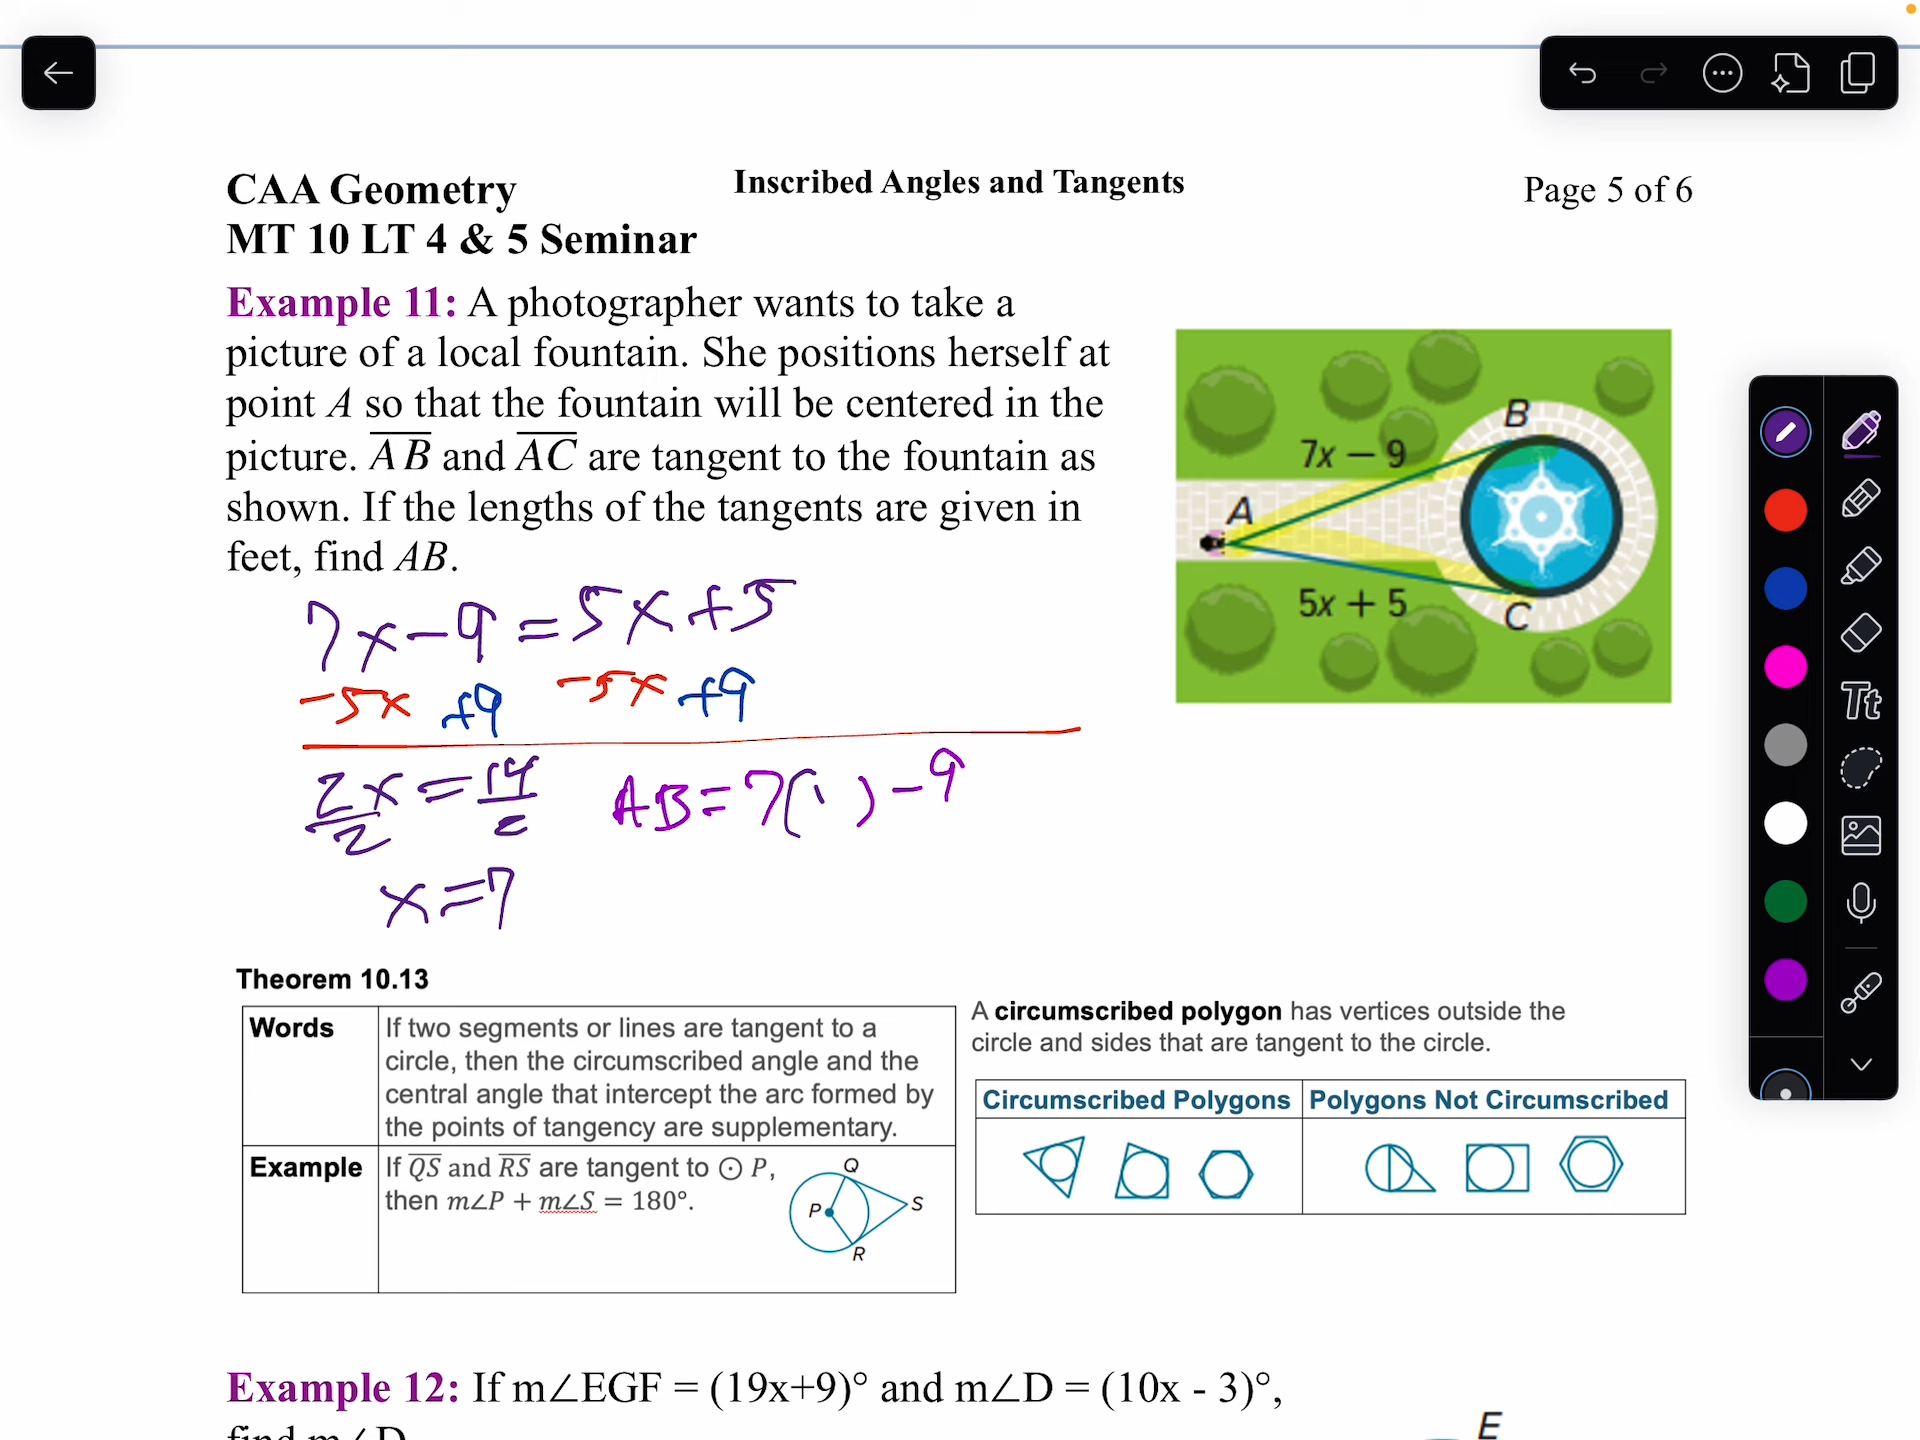 CAA Geometry
Inscribed Angles and Tangents
Page 5 of 6
MT 10 LT 4 & 5 Seminar
Example 11: A photographer wants to take a
picture of a local fountain. She positions herself at
point A so that the fountain will be centered in the
picture. AB and AC are tangent to the fountain as
shown. If the lengths of the tangents are given in
feet, find AB.
B
7x – 9
A
5x + 5
C
7x-9=5x+5
-5x +9 -5x +9
2x = 14
2 2
AB=7( ) -9
x=7
Tt
Theorem 10.13
Words
If two segments or lines are tangent to a
circle, then the circumscribed angle and the
central angle that intercept the arc formed by
the points of tangency are supplementary.
Example
If QS and RS are tangent to ⊙ P,
then m∠P + m∠S = 180°.
Q
P
S
R
A circumscribed polygon has vertices outside the
circle and sides that are tangent to the circle.
Circumscribed Polygons
Polygons Not Circumscribed
Example 12: If m∠EGF = (19x+9)° and m∠D = (10x - 3)°,
find m∠D
E